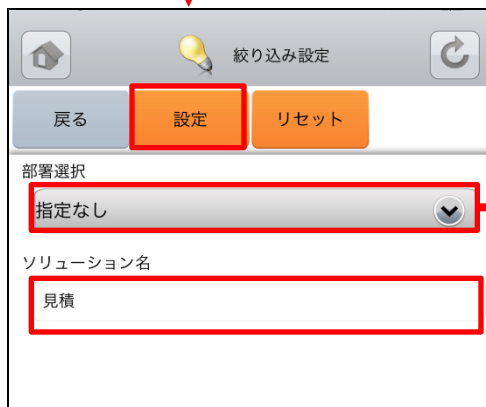 絞り込み設定
戻る 設定 リセット
部署選択
指定なし
ソリューション名
見積